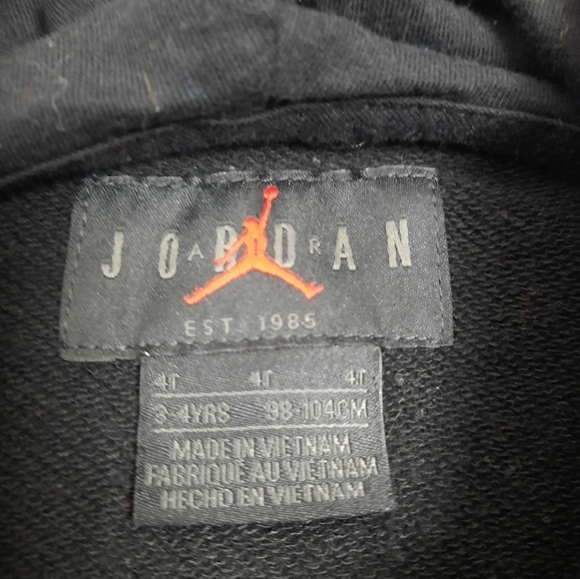 JORDAN
AIR
EST. 1985
4T 4T 4T
3-4YRS 98-104CM
MADE IN VIETNAM
FABRIQUÉ AU VIETNAM
HECHO EN VIETNAM